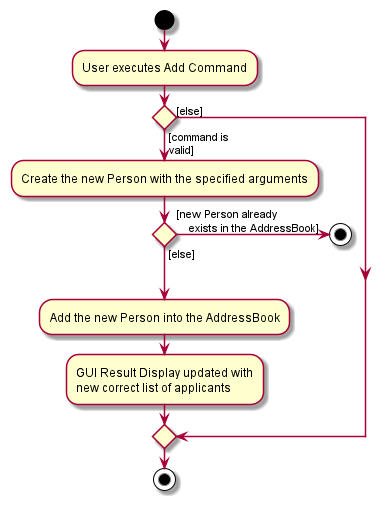 User executes Add Command
[else]
[command is
valid]
Create the new Person with the specified arguments
[new Person already
exists in the AddressBook]
[else]
Add the new Person into the AddressBook
GUI Result Display updated with
new correct list of applicants